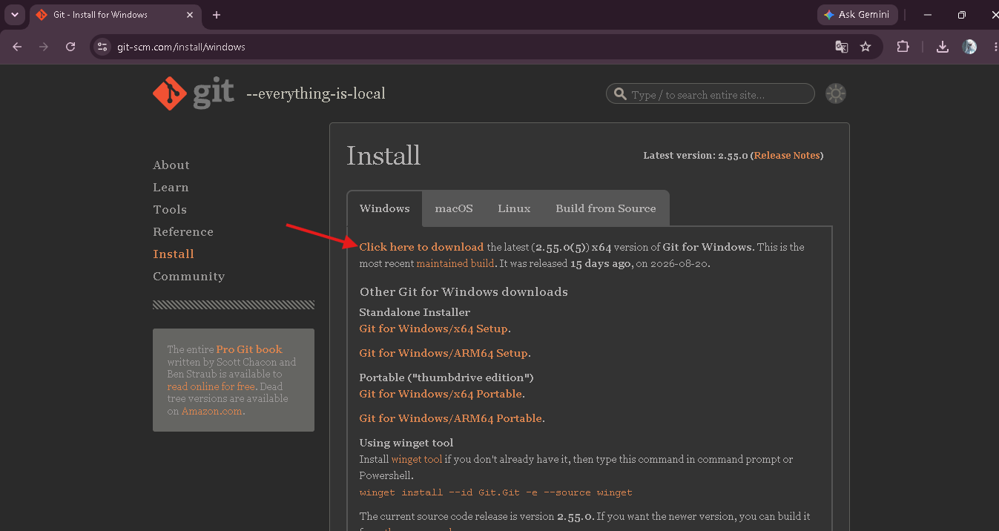 Git - Install for Windows
Ask Gemini
git-scm.com/install/windows
git --everything-is-local
Type / to search entire site...
About
Learn
Tools
Reference
Install
Community
The entire Pro Git book
written by Scott Chacon and
Ben Straub is available to
read online for free. Dead
tree versions are available
on Amazon.com.
Install
Latest version: 2.55.0 (Release Notes)
Windows macOS Linux Build from Source
Click here to download the latest (2.55.0(5)) x64 version of Git for Windows. This is the
most recent maintained build. It was released 15 days ago, on 2026-08-20.
Other Git for Windows downloads
Standalone Installer
Git for Windows/x64 Setup.
Git for Windows/ARM64 Setup.
Portable ("thumbdrive edition")
Git for Windows/x64 Portable.
Git for Windows/ARM64 Portable.
Using winget tool
Install winget tool if you don't already have it, then type this command in command prompt or
Powershell.
winget install --id Git.Git -e --source winget
The current source code release is version 2.55.0. If you want the newer version, you can build it